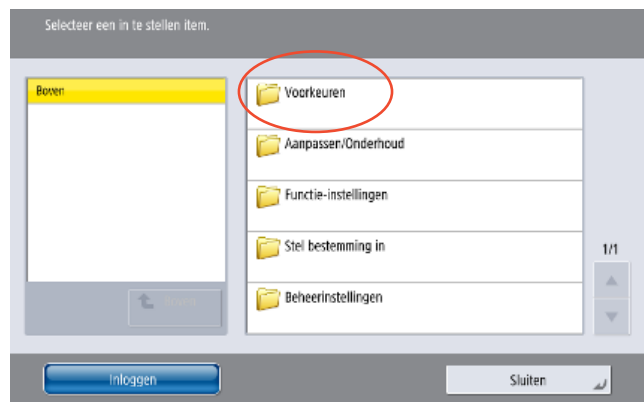 Selecteer een in te stellen item.
Boven
Voorkeuren
Aanpassen/Onderhoud
Functie-instellingen
Stel bestemming in
Beheerinstellingen
1/1
Boven
Inloggen
Sluiten